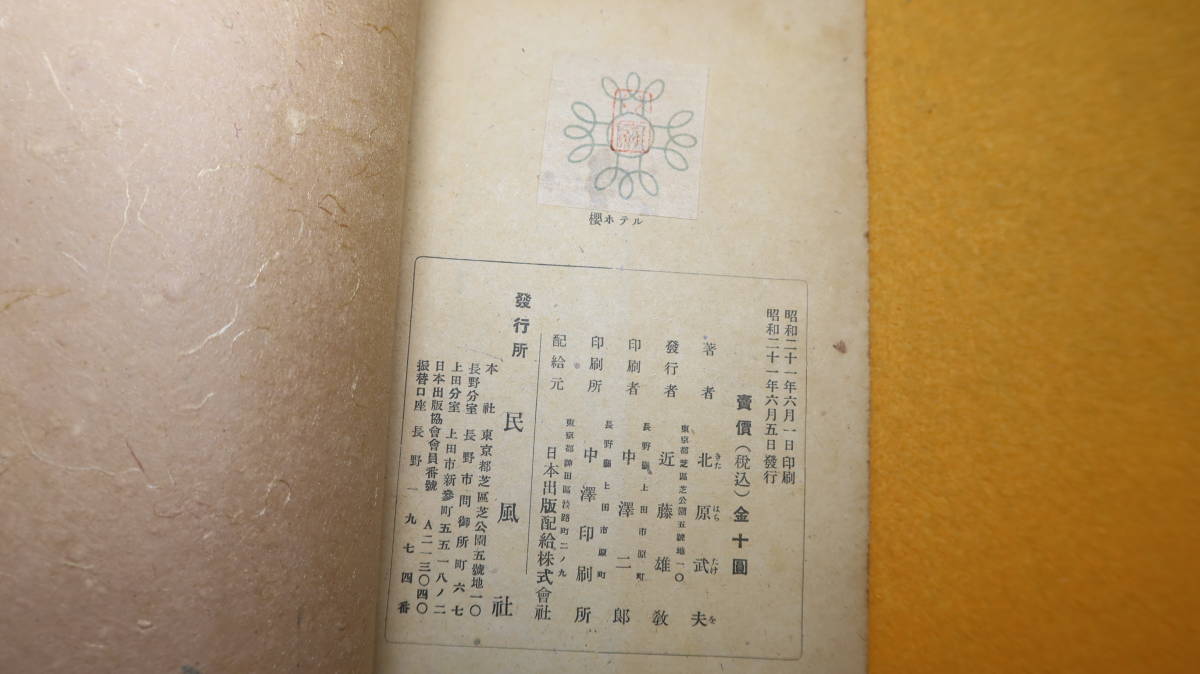 櫻ホテル
昭和二十一年六月一日印刷
昭和二十一年六月五日發行
賣價(税込)金十圓
著者 北原武夫
きた はら たけ を
東京都芝區芝公園五號地一〇
發行者 近藤雄敎
長野縣上田市原町
印刷者 中澤二郎
長野縣上田市原町
印刷所 中澤印刷所
東京都神田區淡路町二ノ九
配給元 日本出版配給株式會社
發行所 民風社
本社 東京都芝區芝公園五號地一〇
長野分室 長野市問御所町六七
上田分室 上田市新參町五五一八ノ二
日本出版協會會員番號 A二一三〇四〇
振替口座長野一九七四番